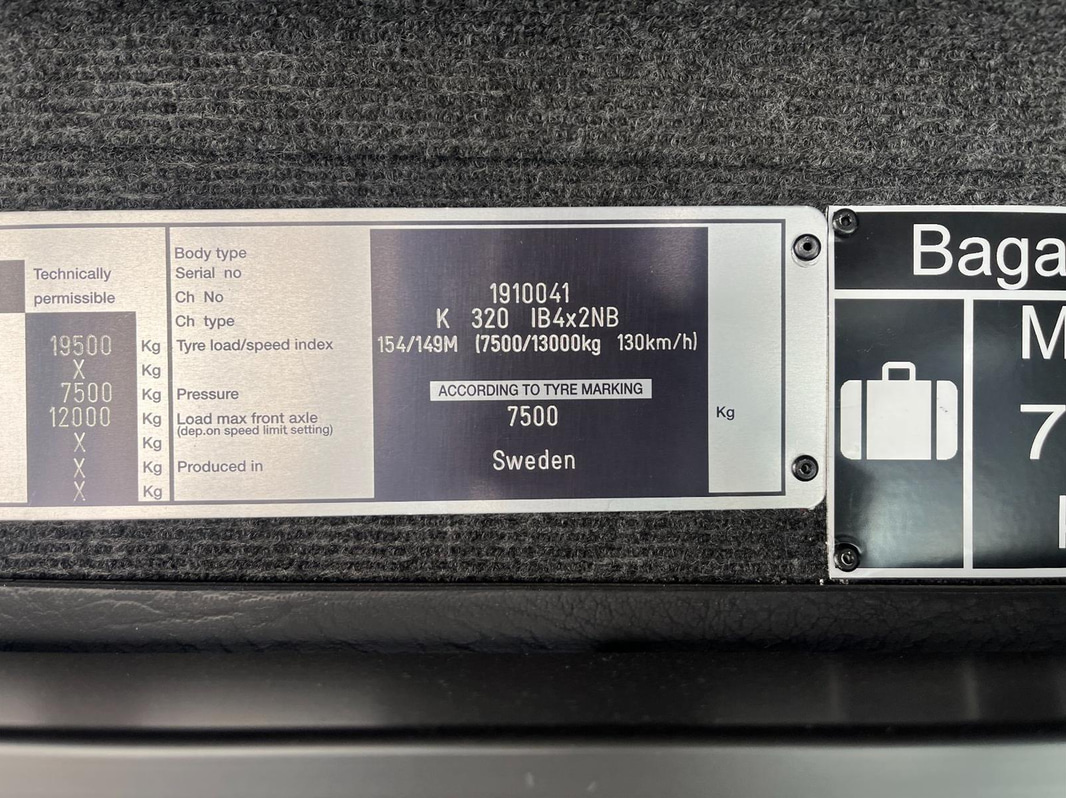 Technically
permissible
19500 Kg
X Kg
7500 Kg
12000 Kg
X Kg
X Kg
X Kg
Body type
Serial no
Ch No 1910041
Ch type K 320 IB4x2NB
Tyre load/speed index 154/149M (7500/13000kg 130km/h)
Pressure ACCORDING TO TYRE MARKING
Load max front axle 7500 Kg
(dep.on speed limit setting)
Produced in Sweden
Baga
M
7